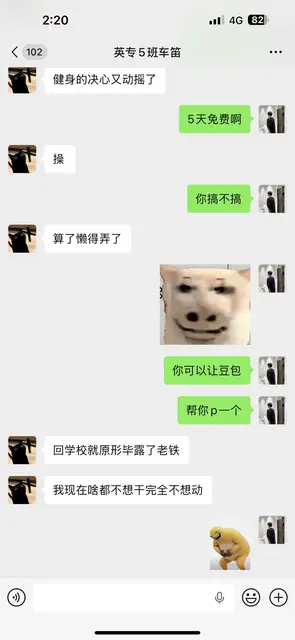 2:20
4G
82
102
英专5班车笛
健身的决心又动摇了
5天免费啊
操
你搞不搞
算了懒得弄了
你可以让豆包
帮你p一个
回学校就原形毕露了老铁
我现在啥都不想干完全不想动